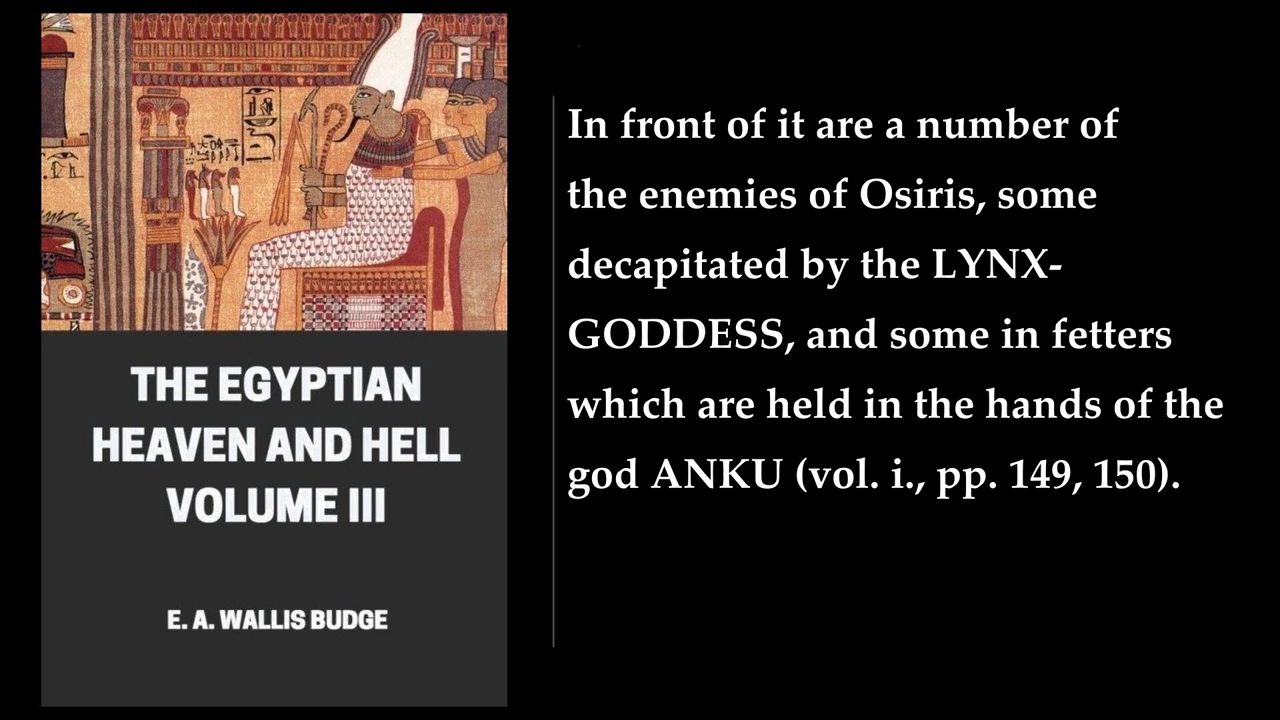 THE EGYPTIAN
HEAVEN AND HELL
VOLUME III
E. A. WALLIS BUDGE
In front of it are a number of
the enemies of Osiris, some
decapitated by the LYNX-
GODDESS, and some in fetters
which are held in the hands of the
god ANKU (vol. i., pp. 149, 150).